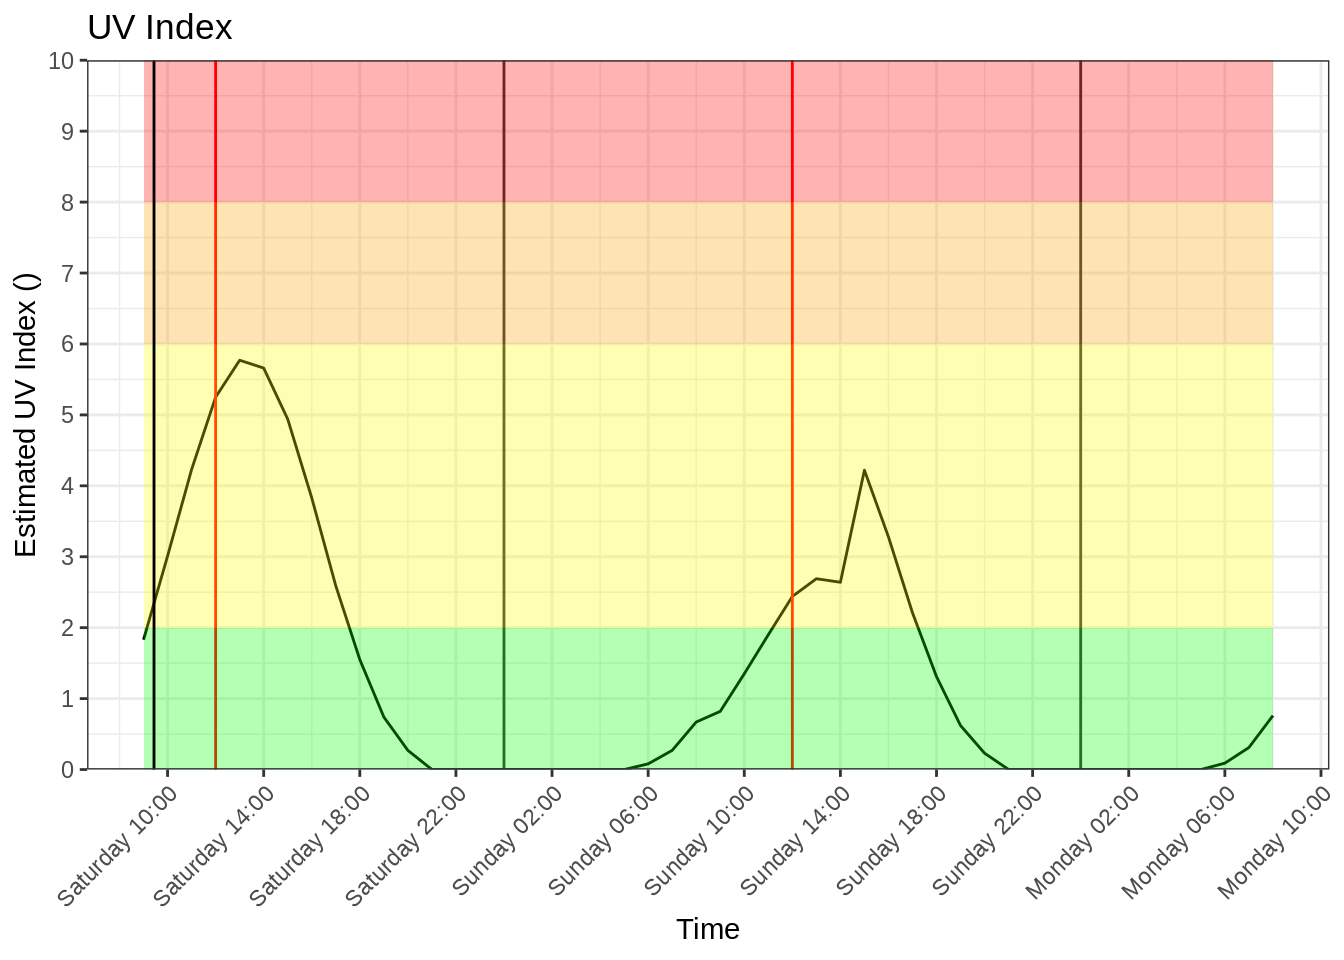 UV Index
Estimated UV Index ()
10
9
8
7
6
5
4
3
2
1
0
Saturday 10:00
Saturday 14:00
Saturday 18:00
Saturday 22:00
Sunday 02:00
Sunday 06:00
Sunday 10:00
Sunday 14:00
Sunday 18:00
Sunday 22:00
Monday 02:00
Monday 06:00
Monday 10:00
Time